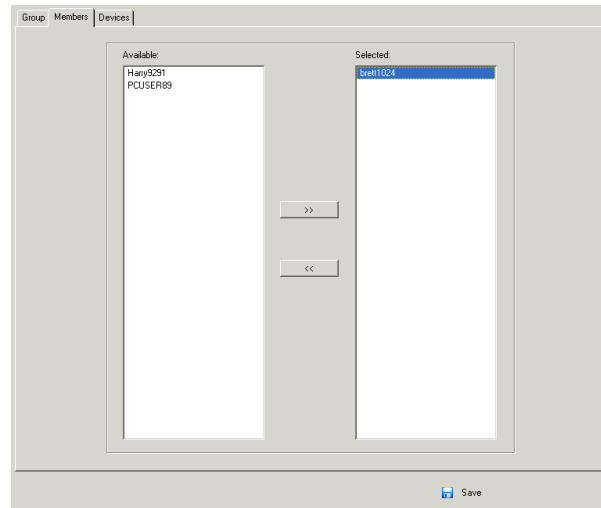 Group Members Devices
Available: Selected:
Harry9291 brett1024
PCUSER89
>>
<<
Save